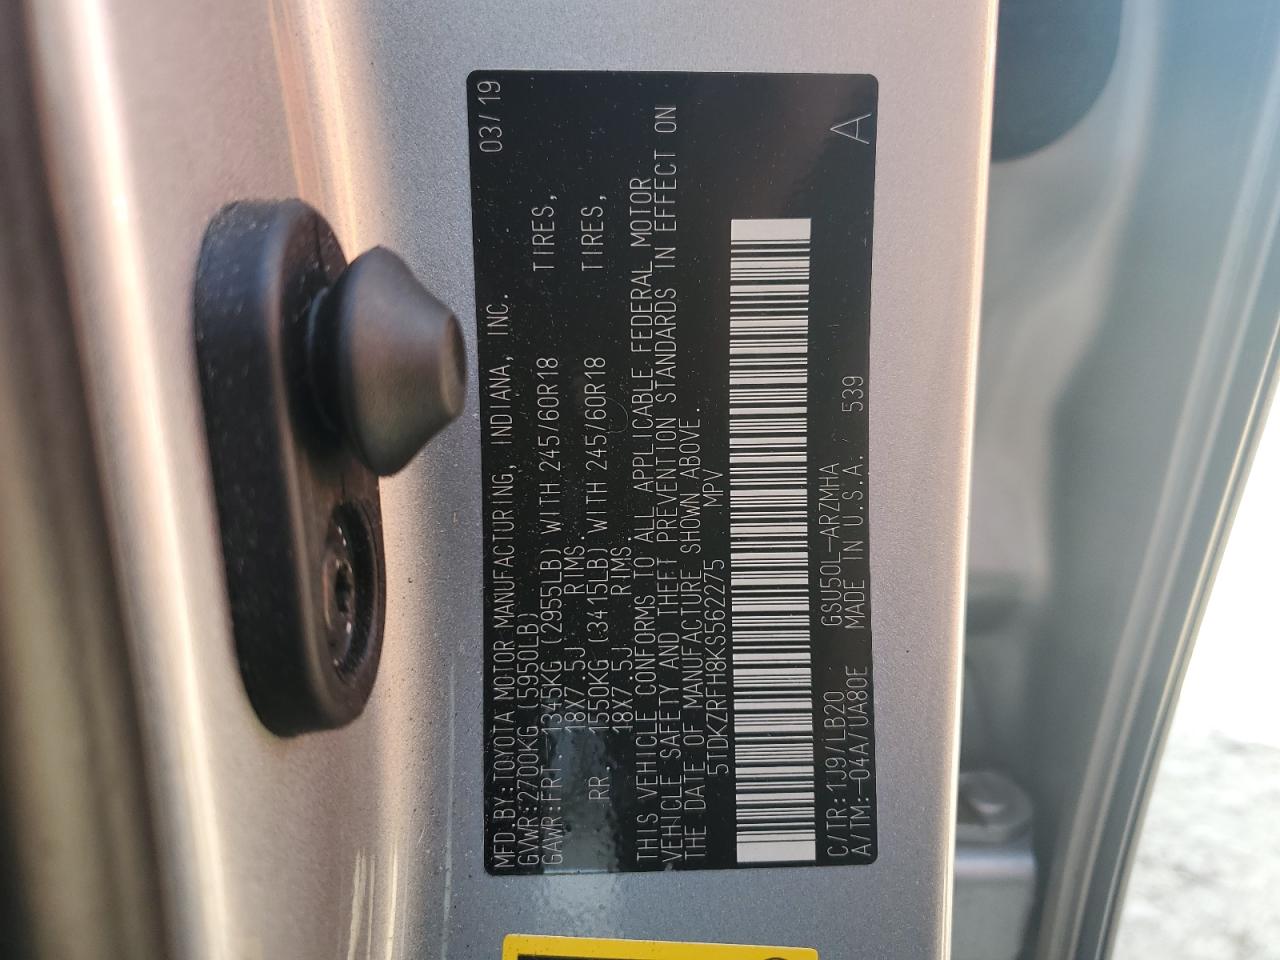 MFD.BY:TOYOTA MOTOR MANUFACTURING, INDIANA, INC. 03/19
GVWR:2700KG (5950LB)
GAWR:FRT. 1345KG (2955LB) WITH 245/60R18 TIRES,
18X7.5J RIMS.
RR. 1550KG (3415LB) WITH 245/60R18 TIRES,
18X7.5J RIMS.
THIS VEHICLE CONFORMS TO ALL APPLICABLE FEDERAL MOTOR
VEHICLE SAFETY AND THEFT PREVENTION STANDARDS IN EFFECT ON
THE DATE OF MANUFACTURE SHOWN ABOVE.
5TDKZRFH8KS562275 MPV
C/TR:1J9/LB20 GSU50L-ARZMHA
A/TM:-04A/UA80E MADE IN U.S.A. 539
A